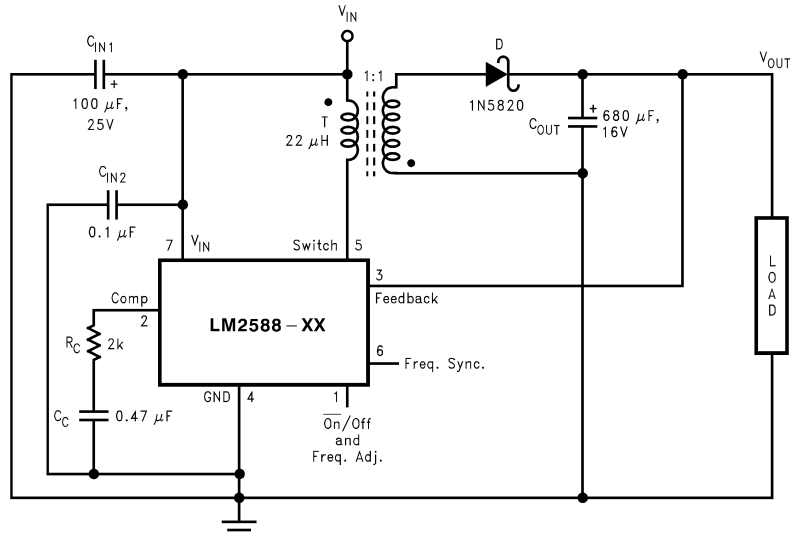 V_IN
C_IN1
+
100 μF,
25V
1:1
T
22 μH
D
1N5820
V_OUT
C_OUT
+
680 μF,
16V
C_IN2
0.1 μF
7
V_IN
Switch
5
3
Feedback
Comp
2
LM2588-XX
R_C
2k
6
Freq. Sync.
L
O
A
D
GND
4
1
C_C
0.47 μF
O̅n̅/Off
and
Freq. Adj.